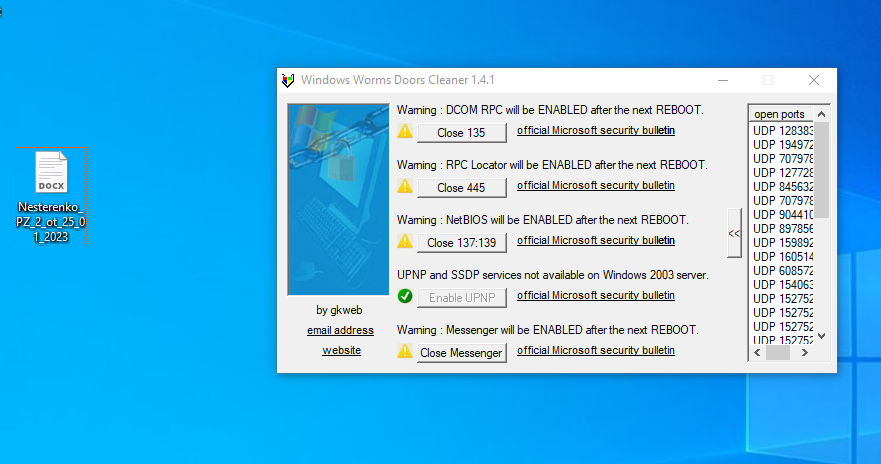 DOCX
Nesterenko_
PZ_2_ot_25_0
1_2023
Windows Worms Doors Cleaner 1.4.1
by gkweb
email address
website
Warning : DCOM RPC will be ENABLED after the next REBOOT.
Close 135
official Microsoft security bulletin
Warning : RPC Locator will be ENABLED after the next REBOOT.
Close 445
official Microsoft security bulletin
Warning : NetBIOS will be ENABLED after the next REBOOT.
Close 137:139
official Microsoft security bulletin
UPNP and SSDP services not available on Windows 2003 server.
Enable UPNP
official Microsoft security bulletin
Warning : Messenger will be ENABLED after the next REBOOT.
Close Messenger
official Microsoft security bulletin
<<
open ports
UDP 128383
UDP 194972
UDP 707978
UDP 127728
UDP 845632
UDP 707978
UDP 904410
UDP 897856
UDP 159892
UDP 160514
UDP 608572
UDP 154063
UDP 152752
UDP 152752
UDP 152752
UDP 152752